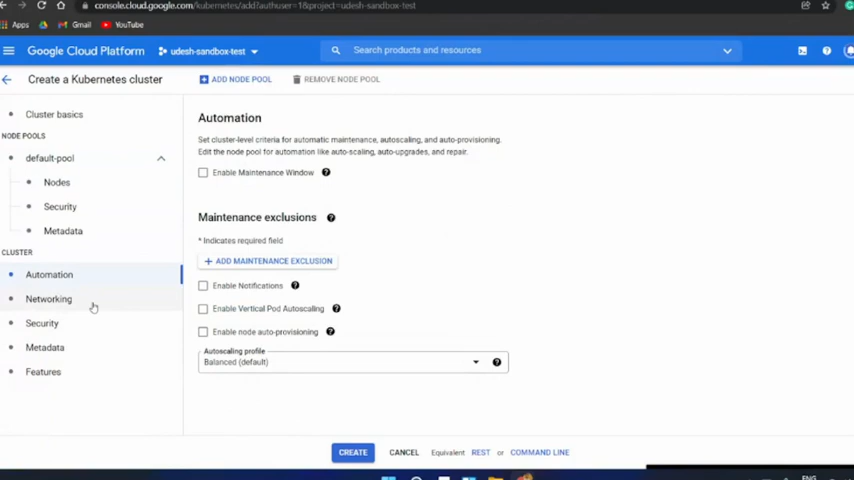 console.cloud.google.com/kubernetes/add?authuser=1&project=udesh-sandbox-test
Apps Gmail YouTube
Google Cloud Platform udesh-sandbox-test Search products and resources
Create a Kubernetes cluster ADD NODE POOL REMOVE NODE POOL
Cluster basics
NODE POOLS
default-pool
Nodes
Security
Metadata
CLUSTER
Automation
Networking
Security
Metadata
Features
Automation
Set cluster-level criteria for automatic maintenance, autoscaling, and auto-provisioning.
Edit the node pool for automation like auto-scaling, auto-upgrades, and repair.
Enable Maintenance Window
Maintenance exclusions
* Indicates required field
+ ADD MAINTENANCE EXCLUSION
Enable Notifications
Enable Vertical Pod Autoscaling
Enable node auto-provisioning
Autoscaling profile
Balanced (default)
CREATE CANCEL Equivalent REST or COMMAND LINE
ENG